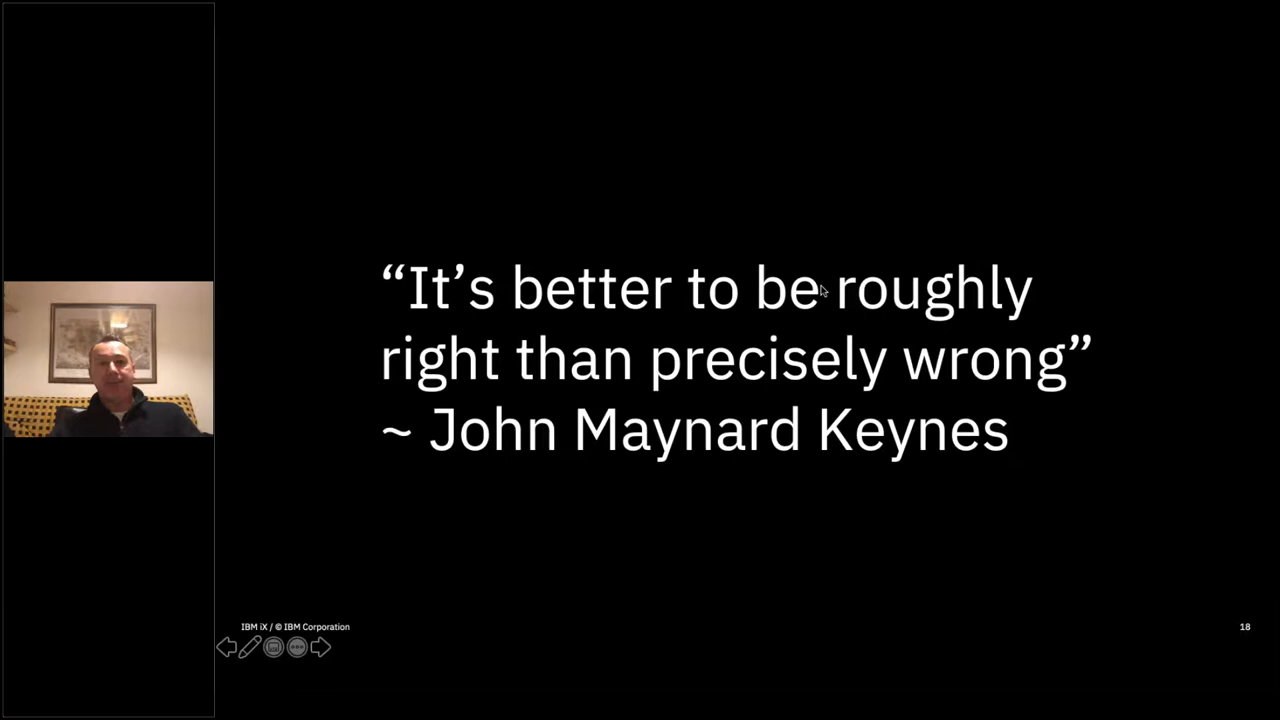 “It’s better to be roughly
right than precisely wrong”
~ John Maynard Keynes
IBM iX / © IBM Corporation
18